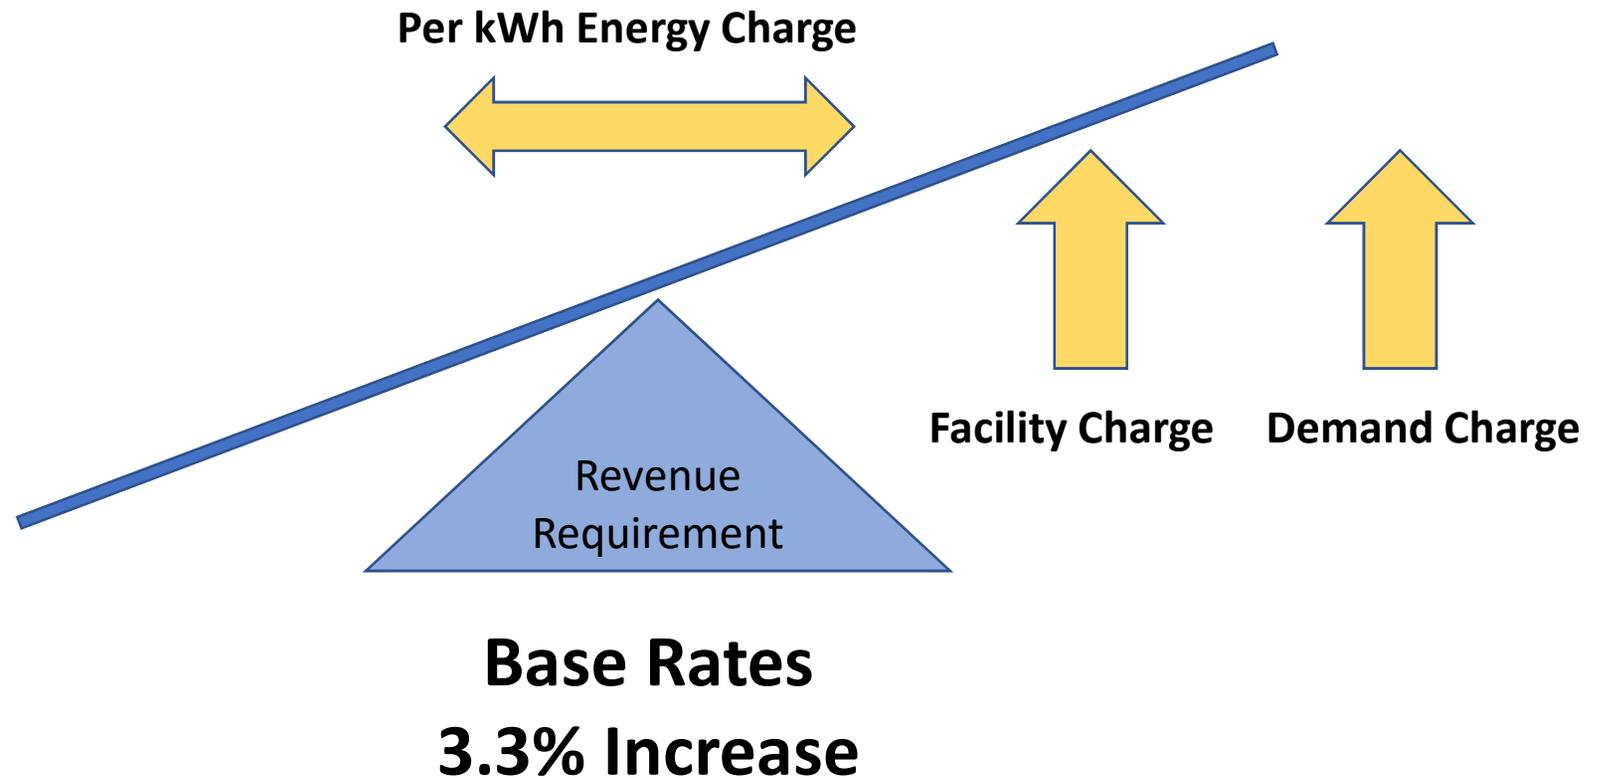 Per kWh Energy Charge
Facility Charge
Demand Charge
Revenue
Requirement
Base Rates
3.3% Increase